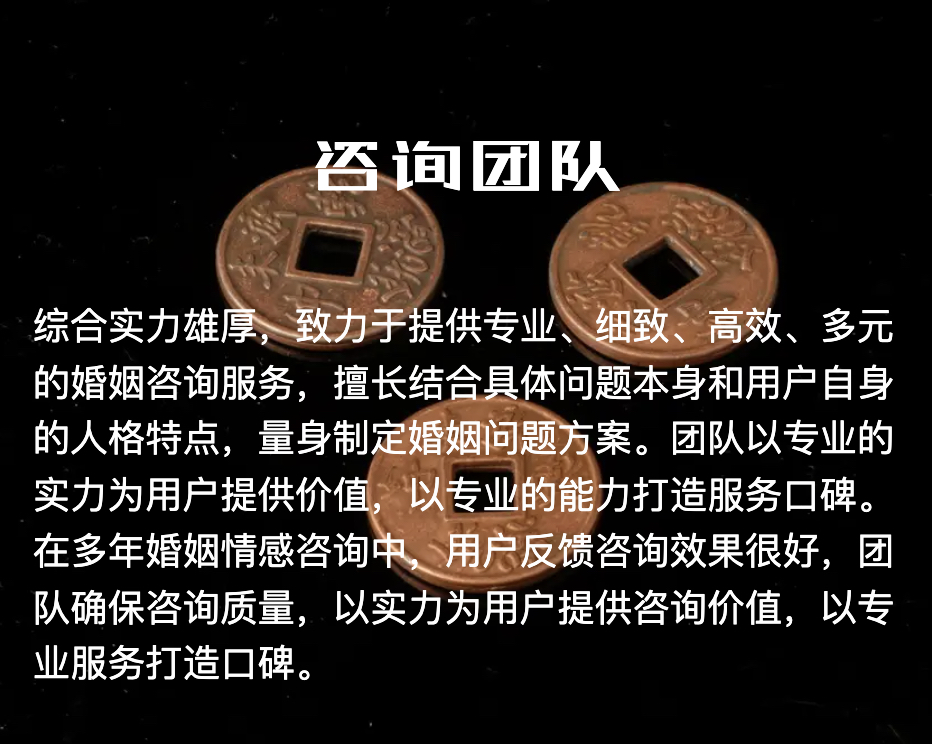 咨询团队
综合实力雄厚，致力于提供专业、细致、高效、多元
的婚姻咨询服务，擅长结合具体问题本身和用户自身
的人格特点，量身制定婚姻问题方案。团队以专业的
实力为用户提供价值，以专业的能力打造服务口碑。
在多年婚姻情感咨询中，用户反馈咨询效果很好，团
队确保咨询质量，以实力为用户提供咨询价值，以专
业服务打造口碑。